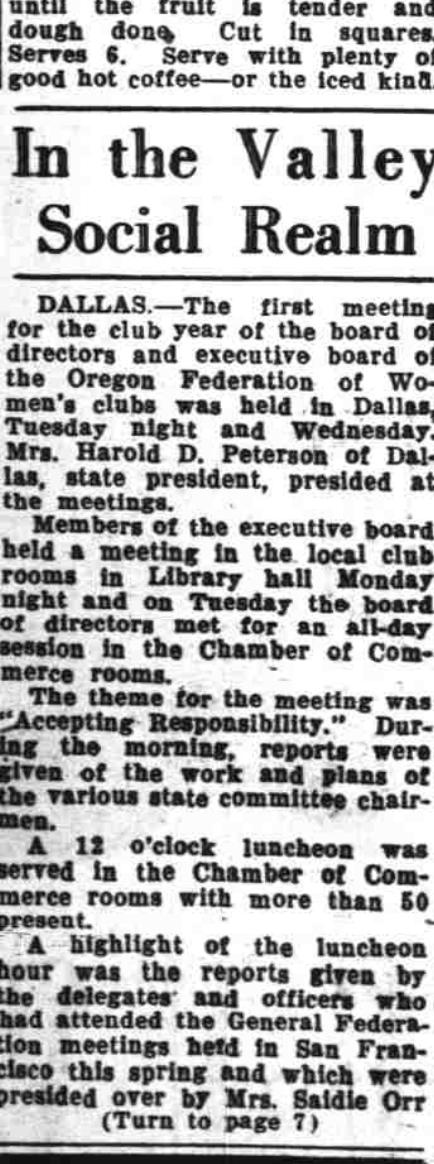 until the fruit is tender and
dough done. Cut in squares.
Serves 6. Serve with plenty of
good hot coffee—or the iced kind.
In the Valley
Social Realm
DALLAS.—The first meeting
for the club year of the board of
directors and executive board of
the Oregon Federation of Wo-
men's clubs was held in Dallas,
Tuesday night and Wednesday.
Mrs. Harold D. Peterson of Dal-
las, state president, presided at
the meetings.
Members of the executive board
held a meeting in the local club
rooms in Library hall Monday
night and on Tuesday the board
of directors met for an all-day
session in the Chamber of Com-
merce rooms.
The theme for the meeting was
"Accepting Responsibility." Dur-
ing the morning, reports were
given of the work and plans of
the various state committee chair-
men.
A 12 o'clock luncheon was
served in the Chamber of Com-
merce rooms with more than 50
present.
A highlight of the luncheon
hour was the reports given by
the delegates and officers who
had attended the General Federa-
tion meetings held in San Fran-
cisco this spring and which were
presided over by Mrs. Saidie Orr
(Turn to page 7)